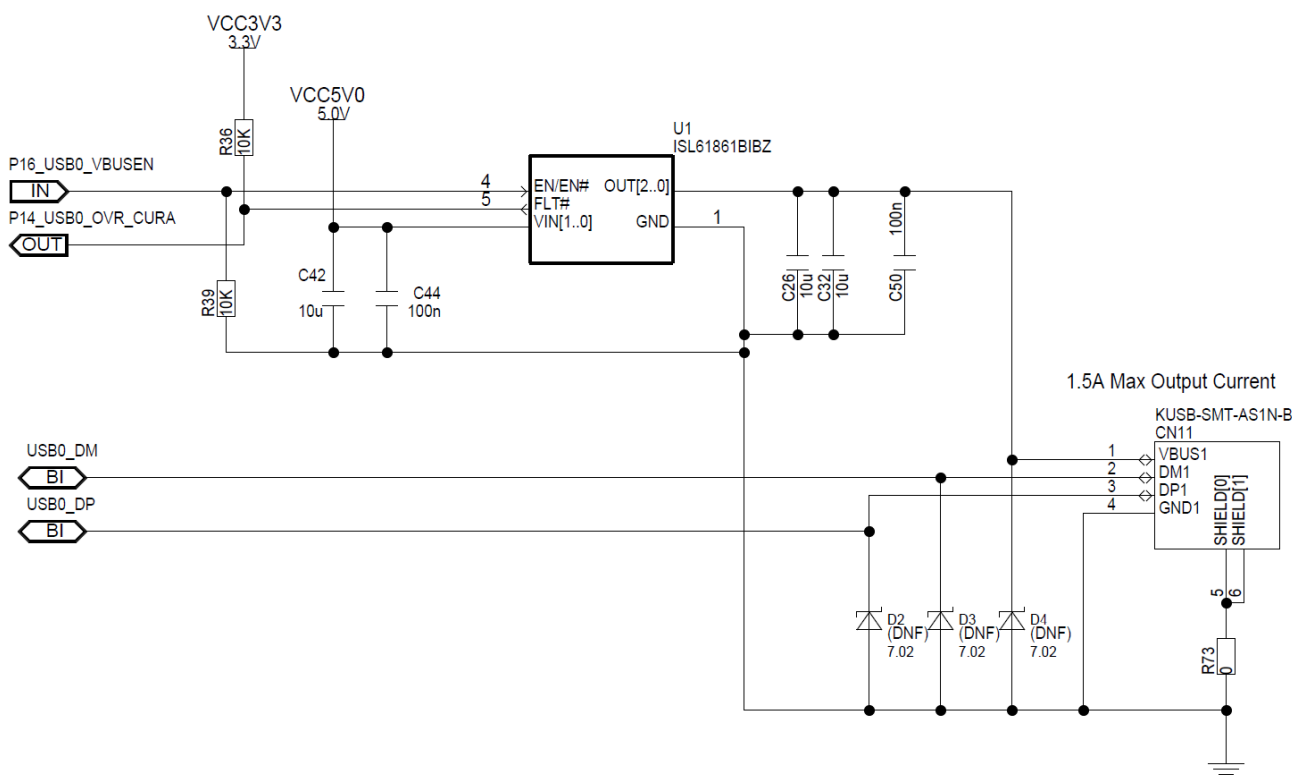 VCC3V3
3.3V
VCC5V0
5.0V
R36
10K
U1
ISL61861BIBZ
P16_USB0_VBUSEN
IN
4
EN/EN#
OUT[2..0]
5
FLT#
P14_USB0_OVR_CURA
OUT
VIN[1..0]
GND
1
100n
C42
10u
C44
100n
R39
10K
C26
10u
C32
10u
C50
1.5A Max Output Current
KUSB-SMT-AS1N-B
CN11
USB0_DM
BI
USB0_DP
BI
1
VBUS1
2
DM1
3
DP1
4
GND1
SHIELD[0]
SHIELD[1]
5
6
D2
(DNF)
7.02
D3
(DNF)
7.02
D4
(DNF)
7.02
R73
0